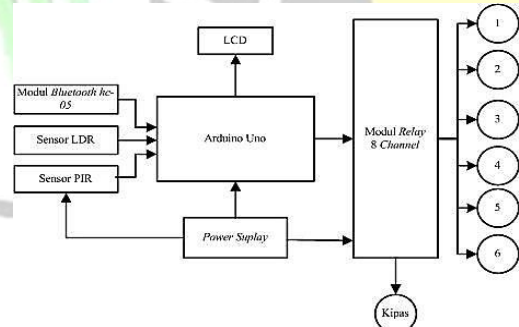 LCD
Modul Bluetooth hc-
05
Sensor LDR
Sensor PIR
Arduino Uno
Power Suplay
Modul Relay
8 Channel
1
2
3
4
5
6
Kipas